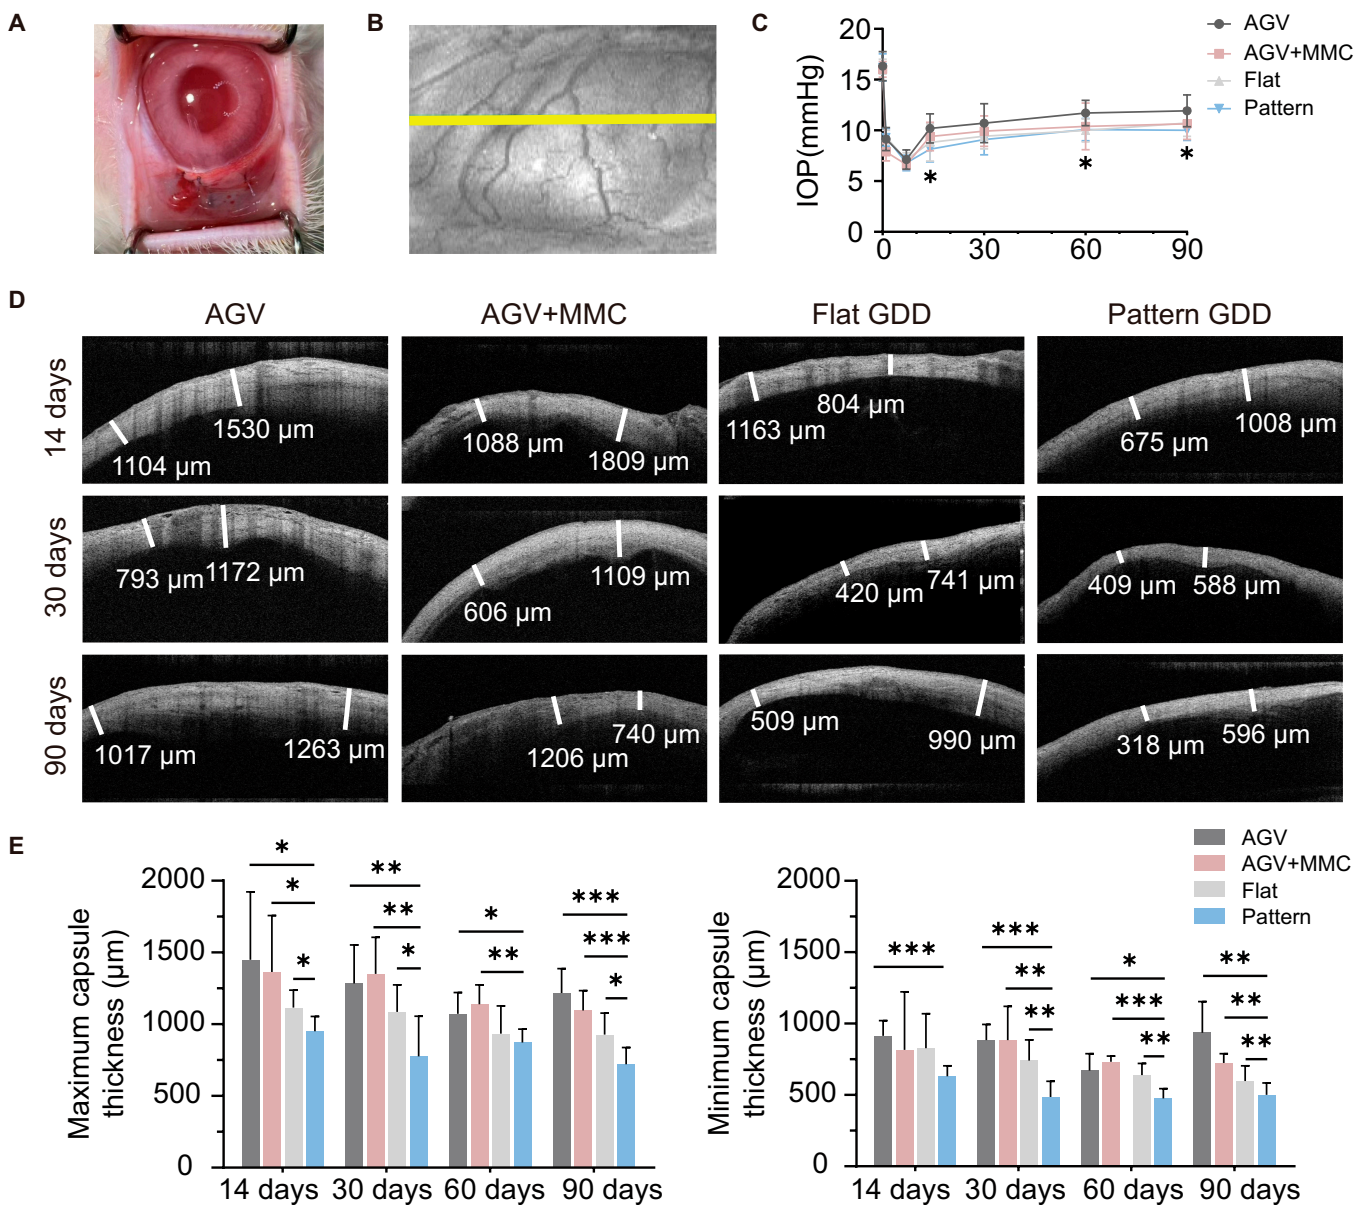 A
B
C
20
15
10
5
0
IOP(mmHg)
0 30 60 90
* * *
AGV
AGV+MMC
Flat
Pattern
D
AGV AGV+MMC Flat GDD Pattern GDD
14 days
1104 µm 1530 µm
1088 µm 1809 µm
1163 µm 804 µm
675 µm 1008 µm
30 days
793 µm 1172 µm
606 µm 1109 µm
420 µm 741 µm
409 µm 588 µm
90 days
1017 µm 1263 µm
1206 µm 740 µm
509 µm 990 µm
318 µm 596 µm
E
Maximum capsule
thickness (µm)
2000
1500
1000
500
0
* * *
** ** *
* **
*** *** *
14 days 30 days 60 days 90 days
Minimum capsule
thickness (µm)
2000
1500
1000
500
0
***
*** ** **
* *** **
** ** **
14 days 30 days 60 days 90 days
AGV
AGV+MMC
Flat
Pattern